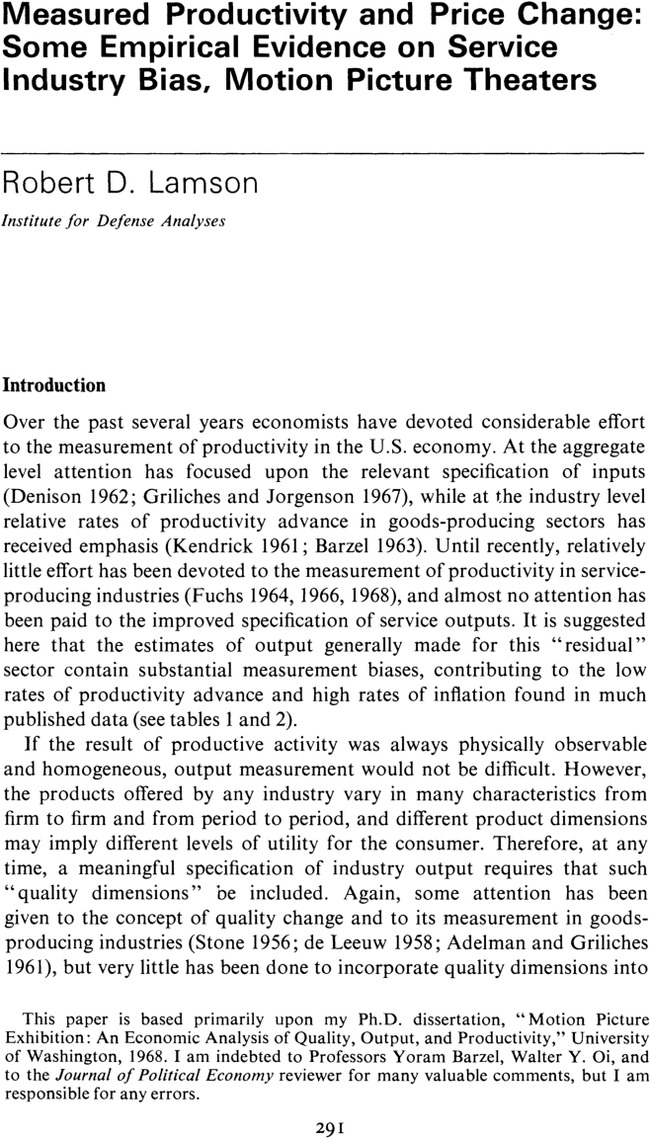 Measured Productivity and Price Change:
Some Empirical Evidence on Service
Industry Bias, Motion Picture Theaters
Robert D. Lamson
Institute for Defense Analyses
Introduction
Over the past several years economists have devoted considerable effort
to the measurement of productivity in the U.S. economy. At the aggregate
level attention has focused upon the relevant specification of inputs
(Denison 1962; Griliches and Jorgenson 1967), while at the industry level
relative rates of productivity advance in goods-producing sectors has
received emphasis (Kendrick 1961; Barzel 1963). Until recently, relatively
little effort has been devoted to the measurement of productivity in service-
producing industries (Fuchs 1964, 1966, 1968), and almost no attention has
been paid to the improved specification of service outputs. It is suggested
here that the estimates of output generally made for this “residual”
sector contain substantial measurement biases, contributing to the low
rates of productivity advance and high rates of inflation found in much
published data (see tables 1 and 2).
If the result of productive activity was always physically observable
and homogeneous, output measurement would not be difficult. However,
the products offered by any industry vary in many characteristics from
firm to firm and from period to period, and different product dimensions
may imply different levels of utility for the consumer. Therefore, at any
time, a meaningful specification of industry output requires that such
“quality dimensions” be included. Again, some attention has been
given to the concept of quality change and to its measurement in goods-
producing industries (Stone 1956; de Leeuw 1958; Adelman and Griliches
1961), but very little has been done to incorporate quality dimensions into
This paper is based primarily upon my Ph.D. dissertation, “Motion Picture
Exhibition: An Economic Analysis of Quality, Output, and Productivity,” University
of Washington, 1968. I am indebted to Professors Yoram Barzel, Walter Y. Oi, and
to the Journal of Political Economy reviewer for many valuable comments, but I am
responsible for any errors.
291